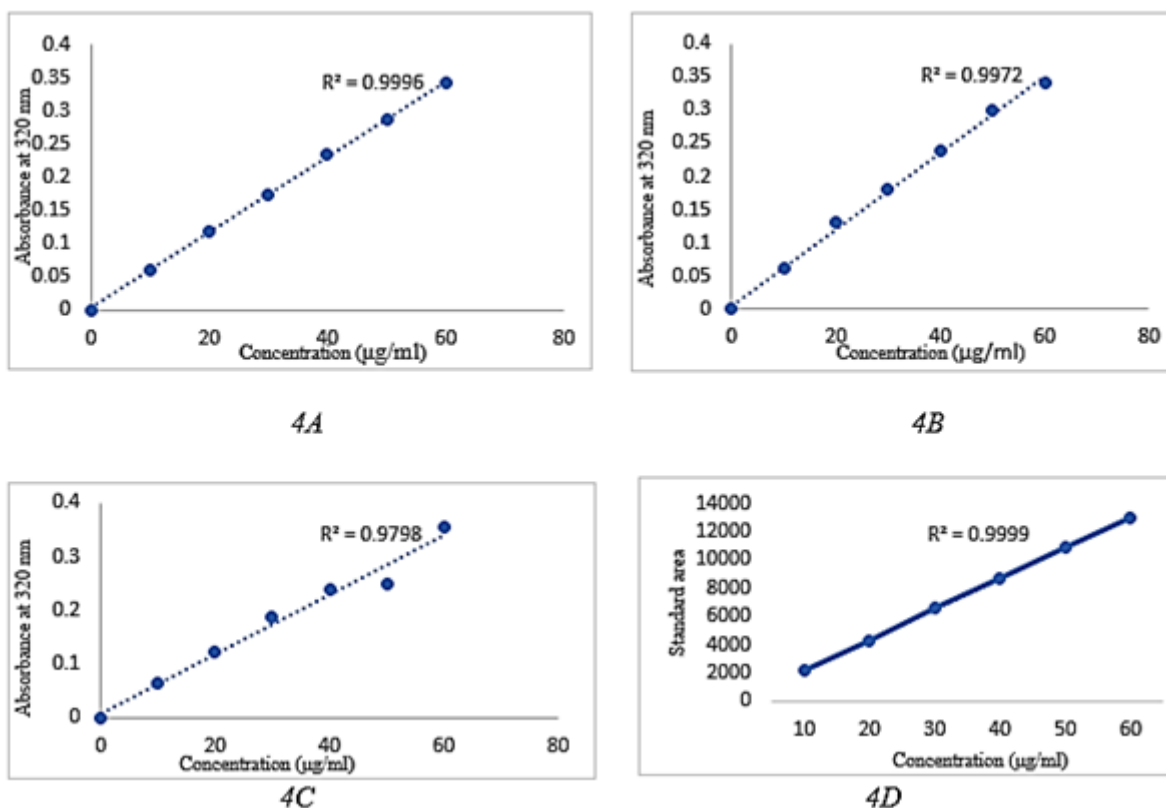 0.4
0.35
0.3
0.25
0.2
0.15
0.1
0.05
0
Absorbance at 320 nm
R² = 0.9996
0 20 40 60 80
Concentration (µg/ml)
4A
0.4
0.35
0.3
0.25
0.2
0.15
0.1
0.05
0
Absorbance at 320 nm
R² = 0.9972
0 20 40 60 80
Concentration (µg/ml)
4B
0.4
0.3
0.2
0.1
0
Absorbance at 320 nm
R² = 0.9798
0 20 40 60 80
Concentration (µg/ml)
4C
14000
12000
10000
8000
6000
4000
2000
0
Standard area
R² = 0.9999
10 20 30 40 50 60
Concentration (µg/ml)
4D